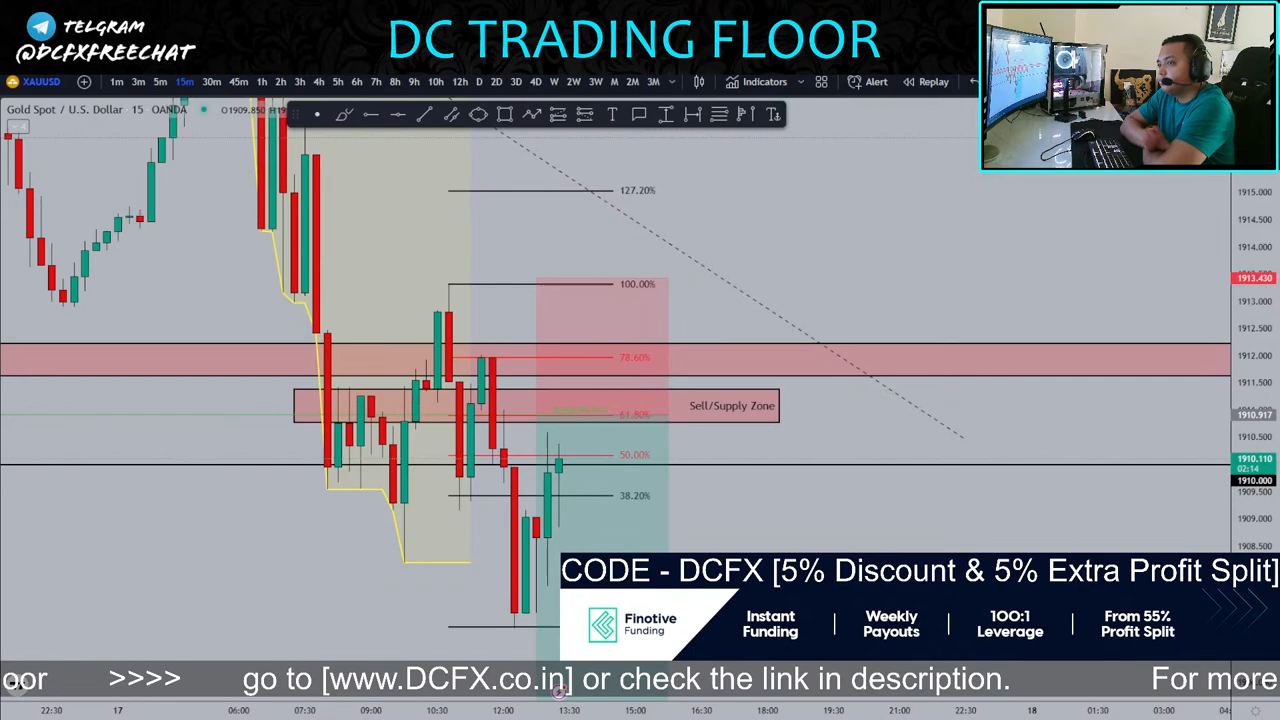 TELGRAM
@DCFXFREECHAT
DC TRADING FLOOR
XAUUSD
1m 3m 5m 15m 30m 45m 1h 2h 3h 4h 5h 6h 7h 8h 9h 10h 12h D 2D 3D 4D W 2W M 2M 3M
Indicators
Alert
Replay
Gold Spot / U.S. Dollar 15 OANDA
O1909.850
127.20%
100.00%
78.60%
Sell/Supply Zone
61.80%
50.00%
38.20%
1915.000
1914.500
1914.000
1913.430
1913.000
1912.500
1912.000
1911.500
1910.917
1910.500
1910.110
02:14
1910.000
1909.500
1909.000
1908.500
CODE - DCFX [5% Discount & 5% Extra Profit Split]
Finotive
Funding
Instant
Funding
Weekly
Payouts
100:1
Leverage
From 55%
Profit Split
oor >>>> go to [www.DCFX.co.in] or check the link in description. For more
22:30 17 06:00 07:30 09:00 10:30 12:00 13:30 15:00 16:30 18:00 19:30 21:00 22:30 18 01:30 03:00